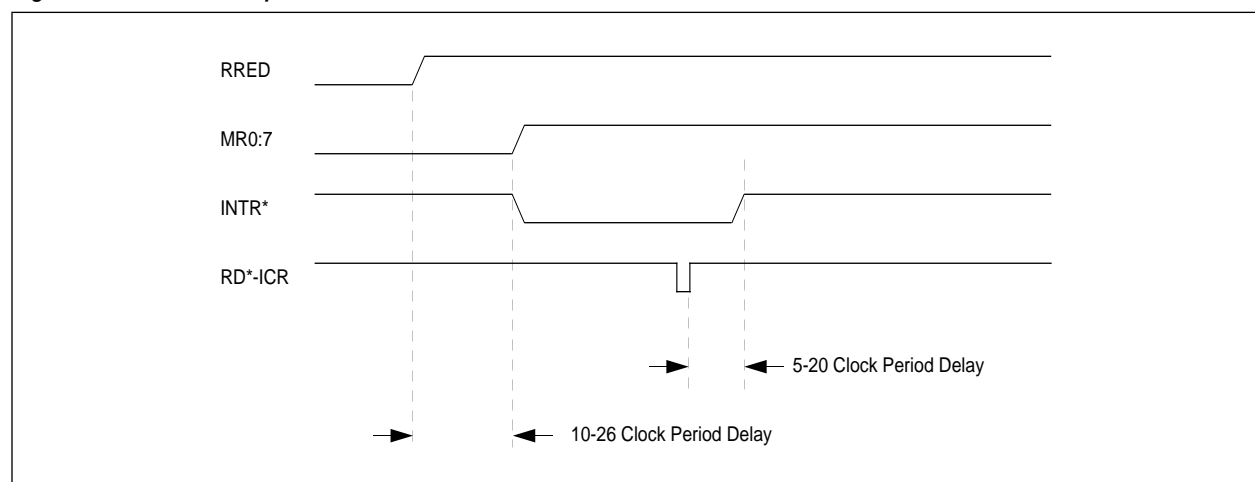 RRED
MR0:7
INTR*
RD*-ICR
5-20 Clock Period Delay
10-26 Clock Period Delay